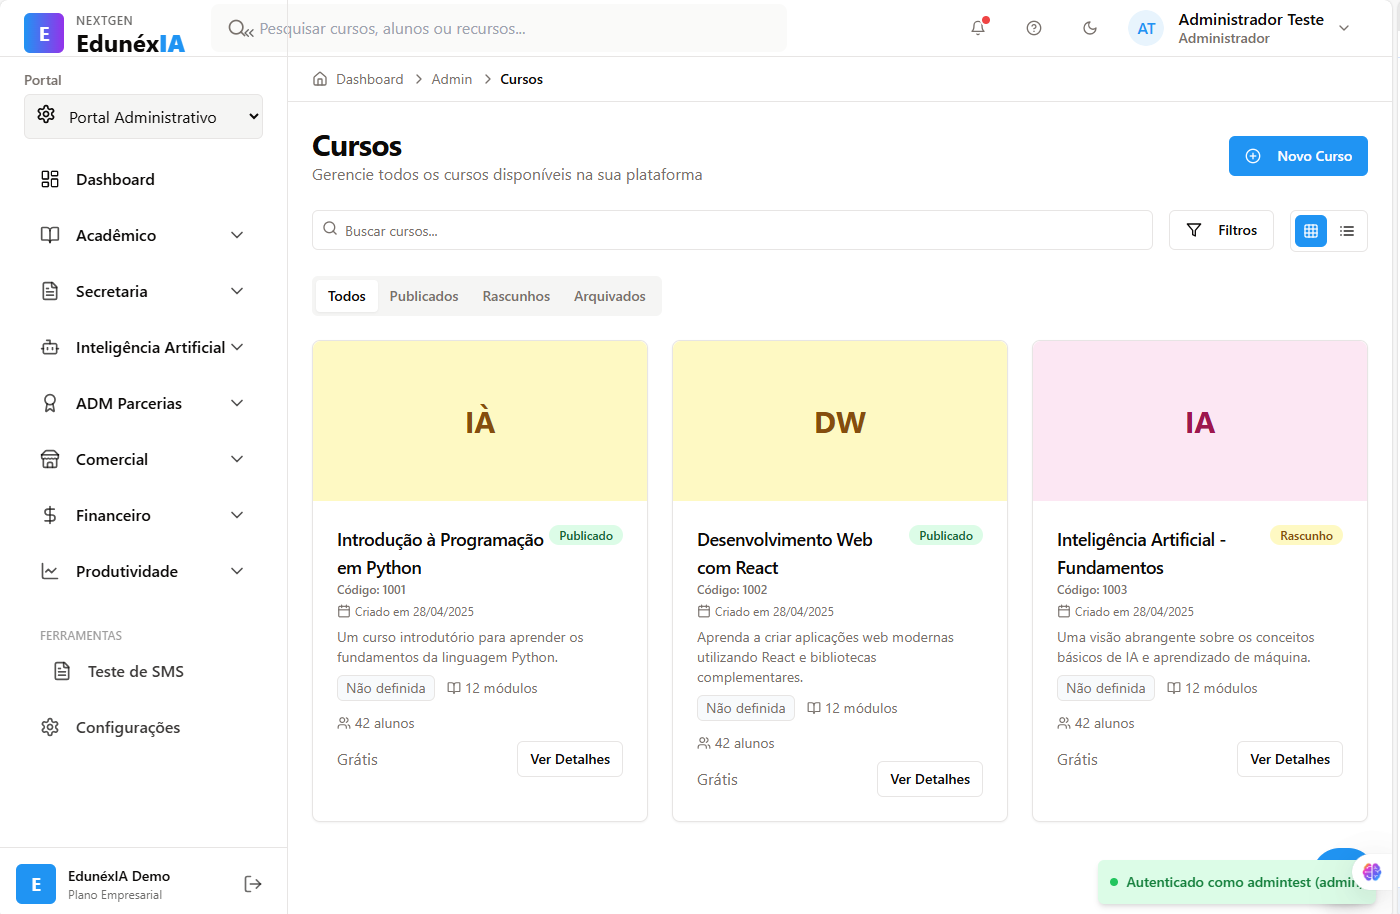 E
NEXTGEN
EdunéxIA
Pesquisar cursos, alunos ou recursos...
AT
Administrador Teste
Administrador
Portal
Portal Administrativo
Dashboard
Acadêmico
Secretaria
Inteligência Artificial
ADM Parcerias
Comercial
Financeiro
Produtividade
FERRAMENTAS
Teste de SMS
Configurações
E
EdunéxIA Demo
Plano Empresarial
Dashboard > Admin > Cursos
Cursos
Gerencie todos os cursos disponíveis na sua plataforma
Novo Curso
Buscar cursos...
Filtros
Todos Publicados Rascunhos Arquivados
IÀ
Introdução à Programação em Python
Publicado
Código: 1001
Criado em 28/04/2025
Um curso introdutório para aprender os
fundamentos da linguagem Python.
Não definida 12 módulos
42 alunos
Grátis
Ver Detalhes
DW
Desenvolvimento Web
com React
Publicado
Código: 1002
Criado em 28/04/2025
Aprenda a criar aplicações web modernas
utilizando React e bibliotecas
complementares.
Não definida 12 módulos
42 alunos
Grátis
Ver Detalhes
IA
Inteligência Artificial -
Fundamentos
Rascunho
Código: 1003
Criado em 28/04/2025
Uma visão abrangente sobre os conceitos
básicos de IA e aprendizado de máquina.
Não definida 12 módulos
42 alunos
Grátis
Ver Detalhes
Autenticado como admintest (admin